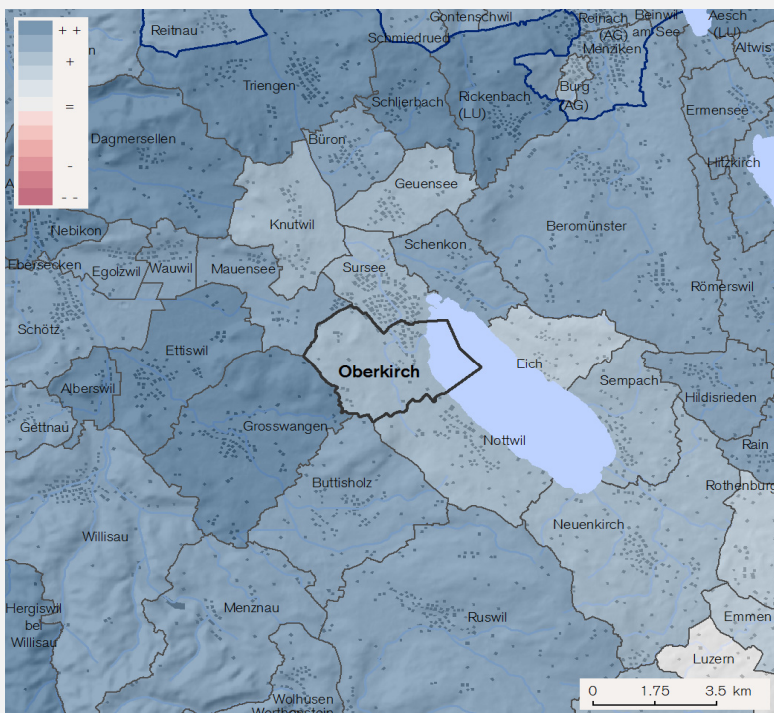 Gontenschwil
Reinach
(AG)
Beinwil
am See
Aesch
(LU)
+ +
Reitnau
Schmiedrued
Menziken
Altwis
n
+
Triengen
Schlierbach
Rickenbach
(LU)
Burg
(AG)
Ermensee
=
Dagmersellen
Büron
Hitzkirch
-
A
Geuensee
- -
Knutwil
Beromünster
Nebikon
Schenkon
Ebersecken
Egolzwil
Wauwil
Mauensee
Sursee
Römerswil
Schötz
Ettiswil
Oberkirch
Eich
Sempach
Alberswil
Hildisrieden
Gettnau
Grosswangen
Nottwil
Rain
Buttisholz
Rothenburg
Willisau
Neuenkirch
Hergiswil
bei
Willisau
Menznau
Ruswil
Emmen
Luzern
Wolhusen
Werthenstein
0
1.75
3.5 km